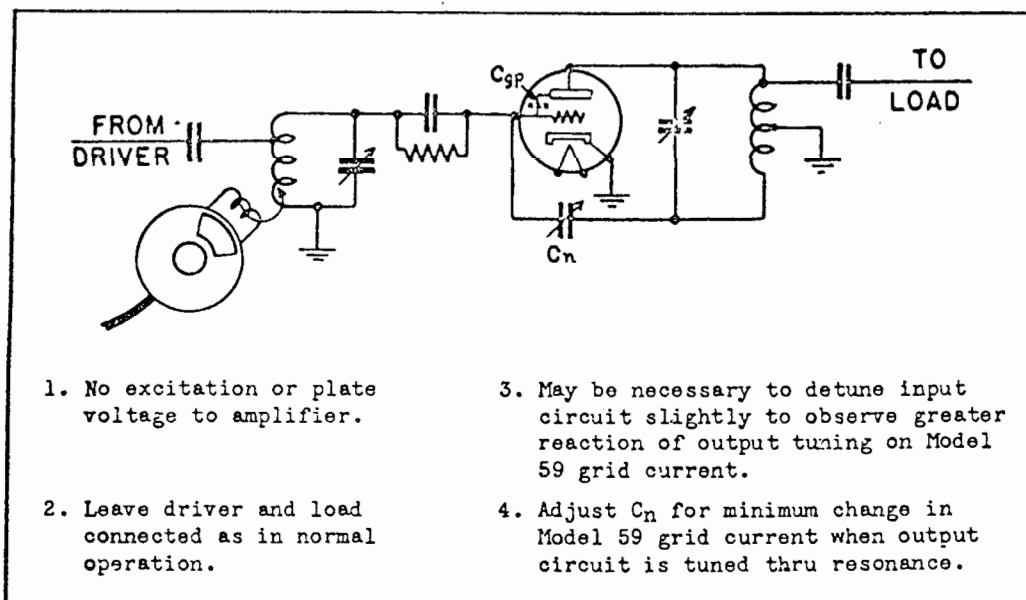 Cgp
TO
LOAD
FROM
DRIVER
Cn
1. No excitation or plate
voltage to amplifier.
2. Leave driver and load
connected as in normal
operation.
3. May be necessary to detune input
circuit slightly to observe greater
reaction of output tuning on Model
59 grid current.
4. Adjust Cn for minimum change in
Model 59 grid current when output
circuit is tuned thru resonance.